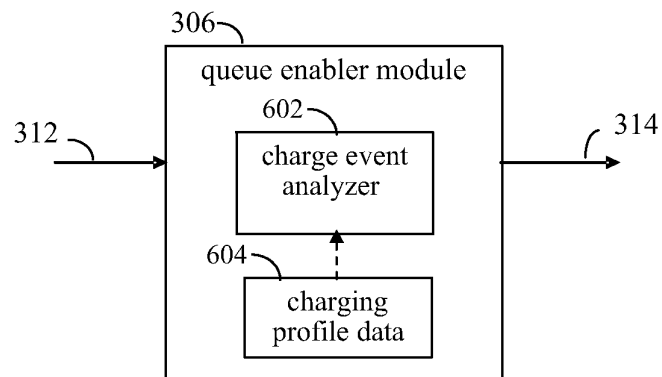 306
queue enabler module
602
312
314
charge event
analyzer
604
charging
profile data